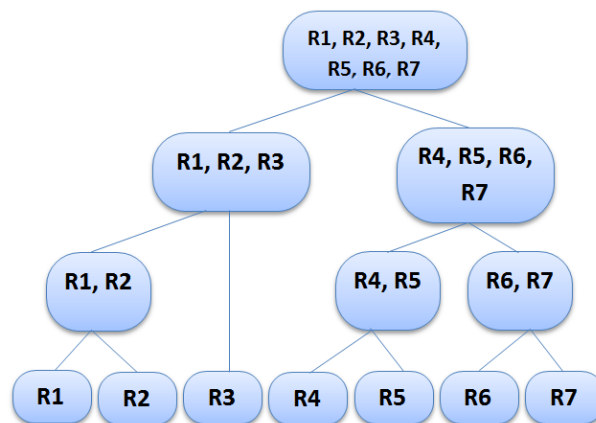 R1, R2, R3, R4,
R5, R6, R7
R1, R2, R3
R4, R5, R6,
R7
R1, R2
R4, R5
R6, R7
R1
R2
R3
R4
R5
R6
R7